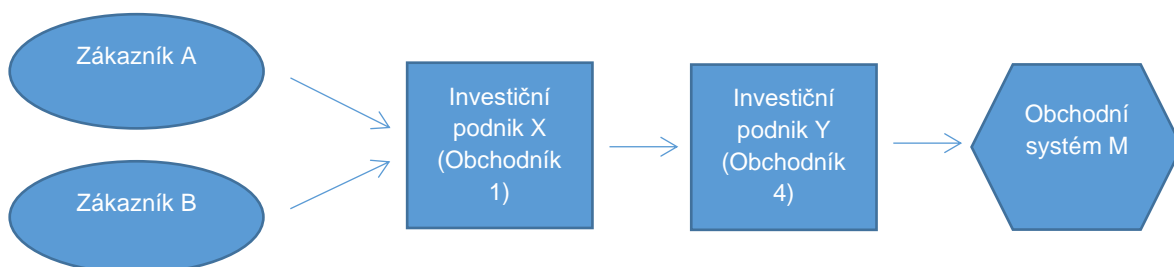 Zákazník A
Zákazník B
Investiční
podnik X
(Obchodník
1)
Investiční
podnik Y
(Obchodník
4)
Obchodní
systém M